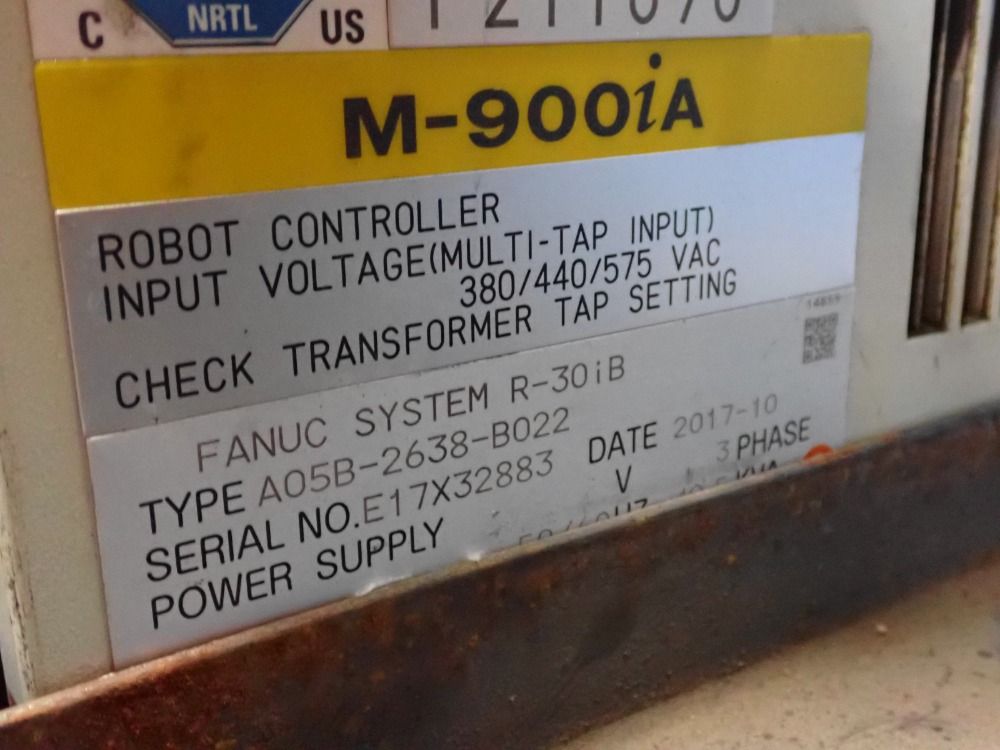 C NRTL US
M-900iA
ROBOT CONTROLLER
INPUT VOLTAGE(MULTI-TAP INPUT)
380/440/575 VAC
CHECK TRANSFORMER TAP SETTING
14859
FANUC SYSTEM R-30iB
TYPE A05B-2638-B022
SERIAL NO.E17X32883 DATE 2017-10
POWER SUPPLY V 3 PHASE